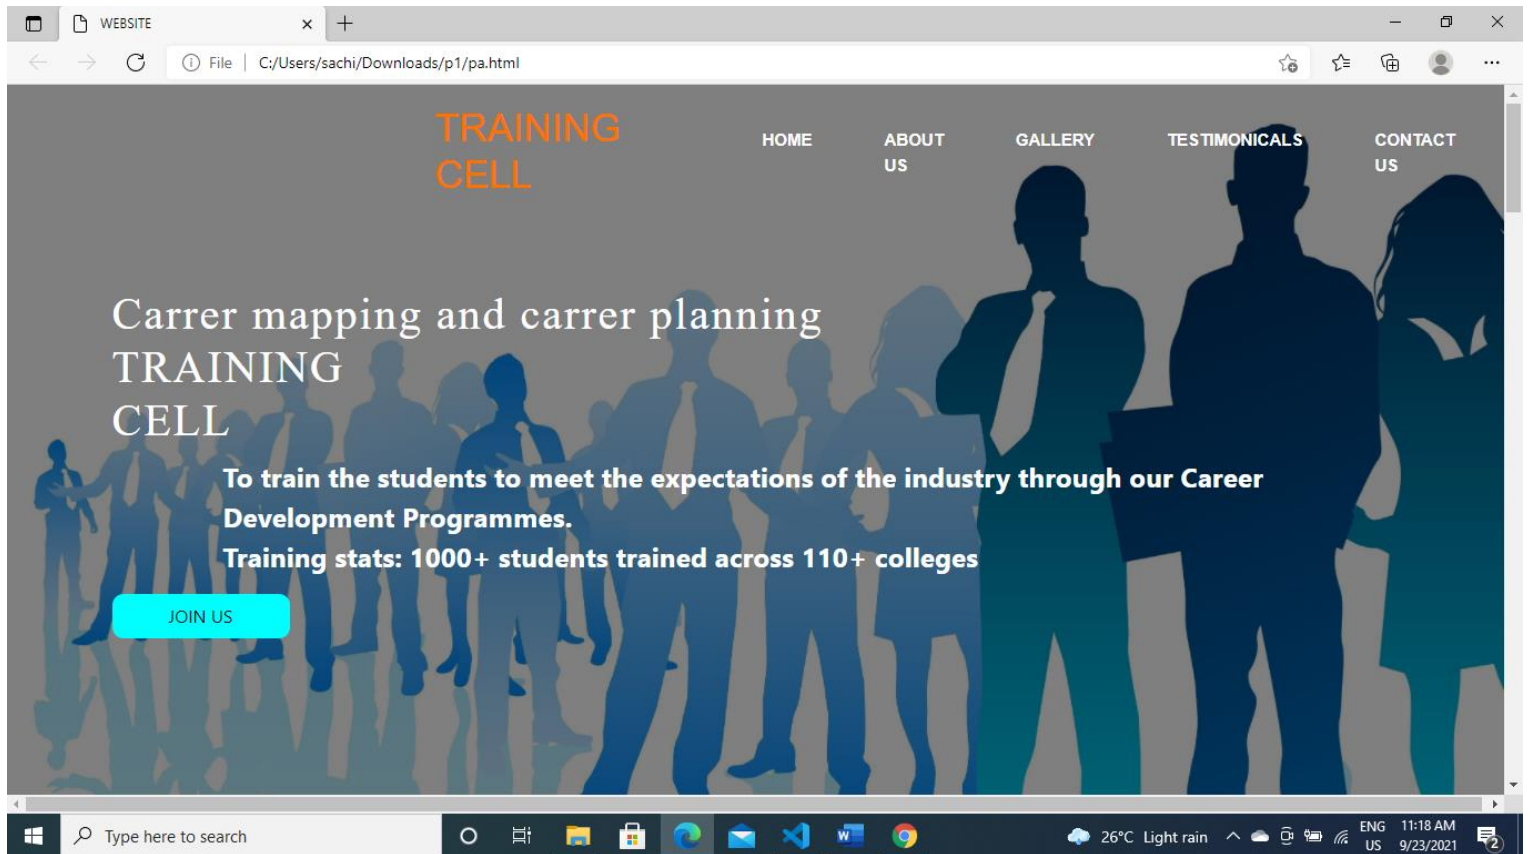 WEBSITE
File | C:/Users/sachi/Downloads/p1/pa.html
TRAINING
CELL
HOME
ABOUT
US
GALLERY
TESTIMONICALS
CONTACT
US
Carrer mapping and carrer planning
TRAINING
CELL
To train the students to meet the expectations of the industry through our Career
Development Programmes.
Training stats: 1000+ students trained across 110+ colleges
JOIN US
Type here to search
26°C Light rain
ENG
US
11:18 AM
9/23/2021
2